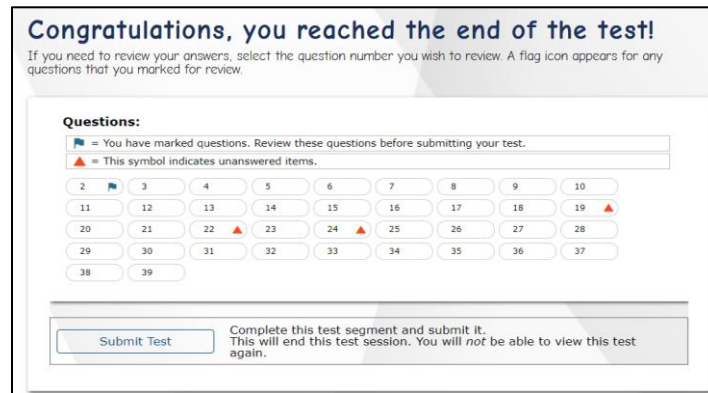 Congratulations, you reached the end of the test!
If you need to review your answers, select the question number you wish to review. A flag icon appears for any
questions that you marked for review.
Questions:
= You have marked questions. Review these questions before submitting your test.
= This symbol indicates unanswered items.
2 3 4 5 6 7 8 9 10
11 12 13 14 15 16 17 18 19
20 21 22 23 24 25 26 27 28
29 30 31 32 33 34 35 36 37
38 39
Submit Test
Complete this test segment and submit it.
This will end this test session. You will not be able to view this test
again.